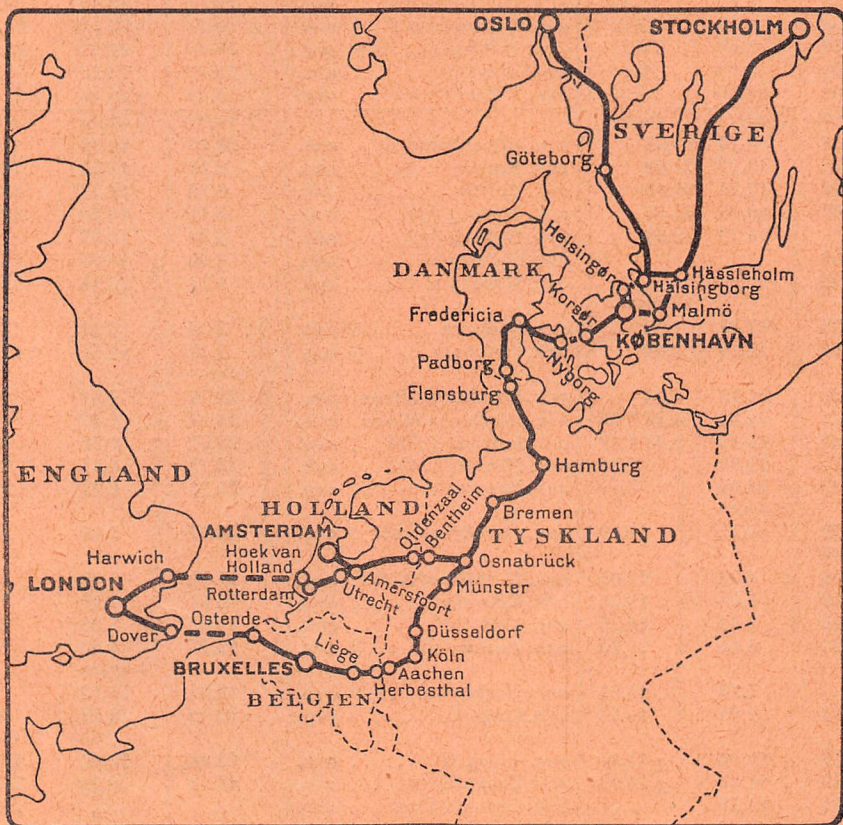 OSLO
STOCKHOLM
SVERIGE
Göteborg
Helsingør
DANMARK
Hässleholm
Hälsingborg
Korsør
Fredericia
Malmö
KØBENHAVN
Nyborg
Padborg
Flensburg
ENGLAND
Hamburg
HOLLAND
Oldenzaal
Bentheim
Bremen
AMSTERDAM
TYSKLAND
Harwich
Hoek van
Holland
Osnabrück
LONDON
Rotterdam
Amersfoort
Utrecht
Münster
Ostende
Dover
Düsseldorf
Liège
Köln
BRUXELLES
Aachen
Herbesthal
BELGIEN